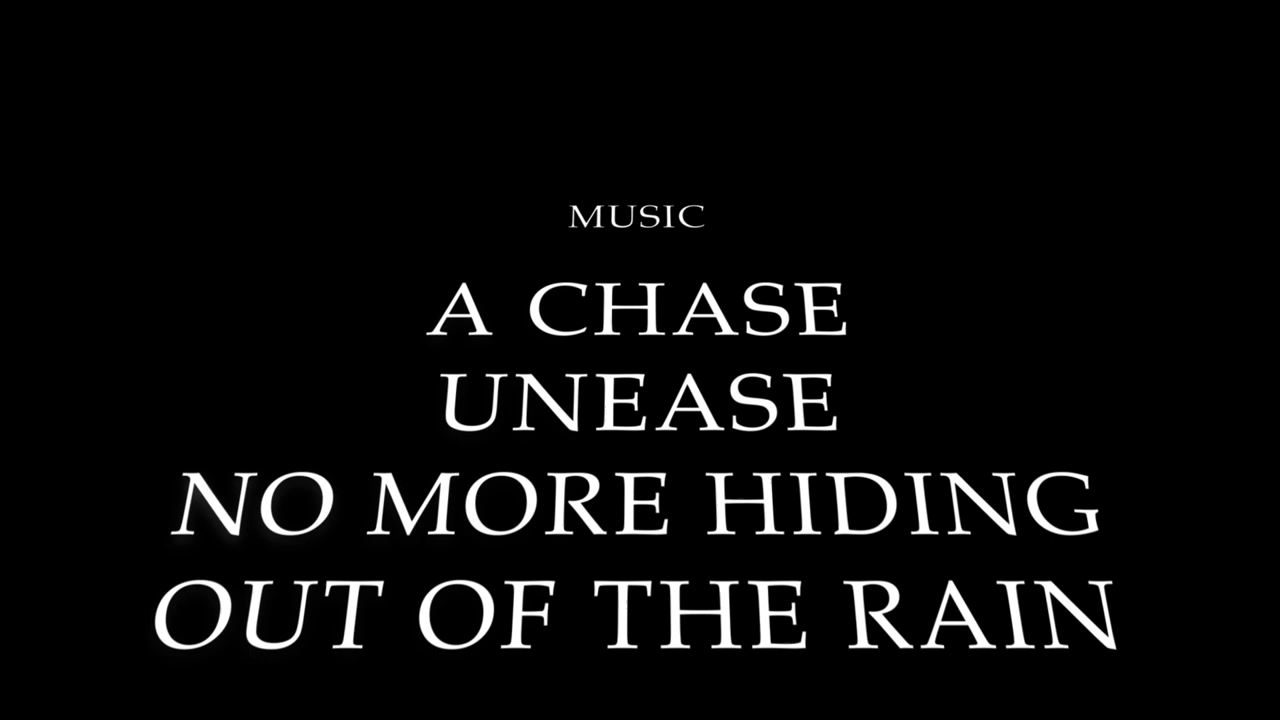 MUSIC
A CHASE
UNEASE
NO MORE HIDING
OUT OF THE RAIN